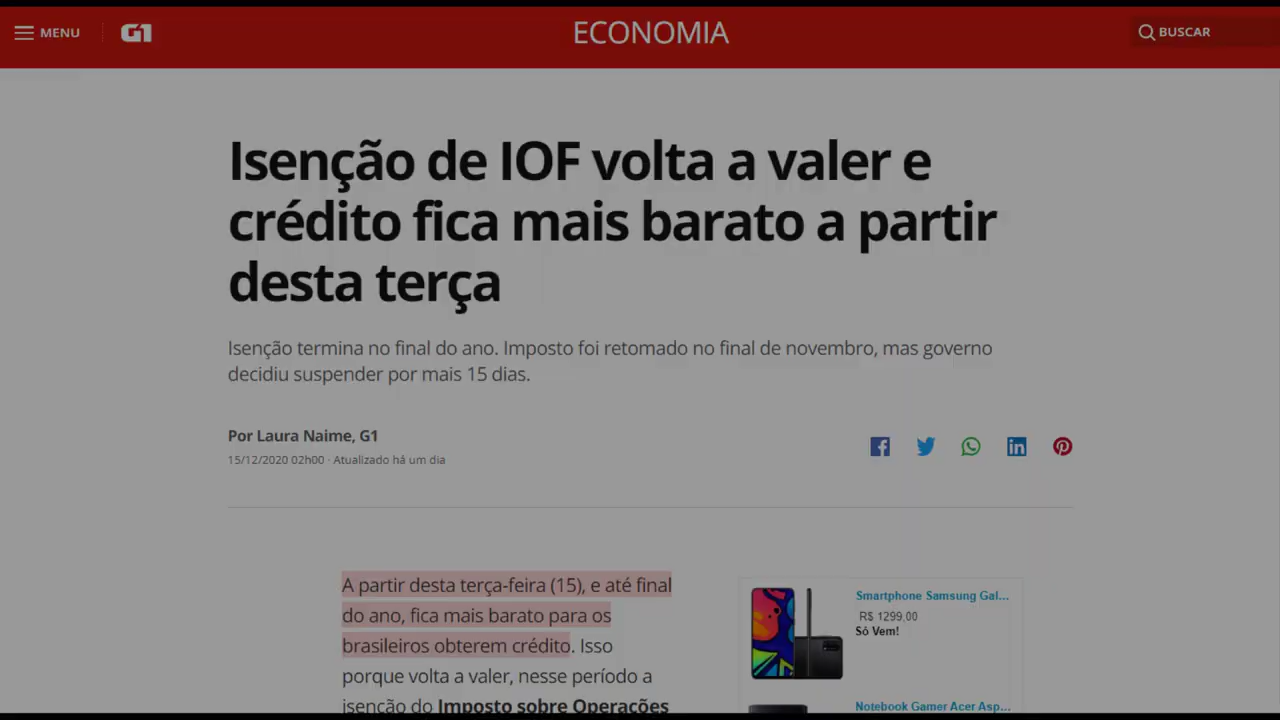 MENU
G1
ECONOMIA
BUSCAR
Isenção de IOF volta a valer e
crédito fica mais barato a partir
desta terça
Isenção termina no final do ano. Imposto foi retomado no final de novembro, mas governo
decidiu suspender por mais 15 dias.
Por Laura Naime, G1
15/12/2020 02h00 · Atualizado há um dia
A partir desta terça-feira (15), e até final
do ano, fica mais barato para os
brasileiros obterem crédito. Isso
porque volta a valer, nesse período a
isenção do Imposto sobre Operações
Smartphone Samsung Gal...
R$ 1299,00
Só Vem!
Notebook Gamer Acer Asp...